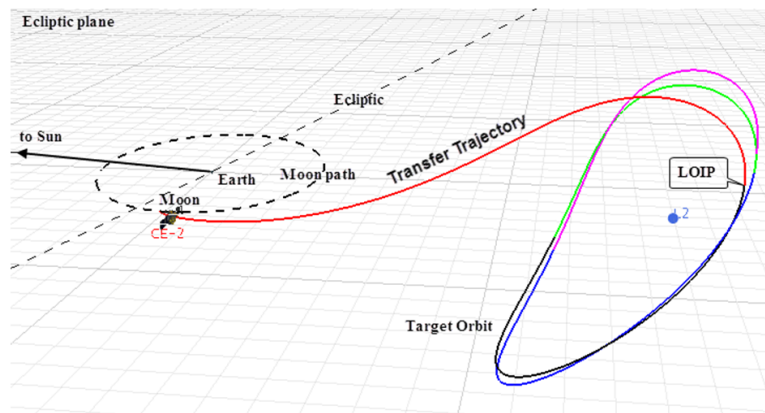 Ecliptic plane
Ecliptic
to Sun
Transfer Trajectory
Earth
Moon path
LOIP
Moon
CE-2
L2
Target Orbit